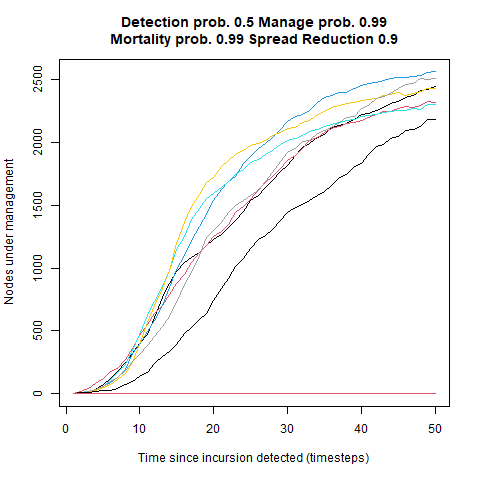 Detection prob. 0.5 Manage prob. 0.99
Mortality prob. 0.99 Spread Reduction 0.9
Nodes under management
2500
2000
1500
1000
500
0
0 10 20 30 40 50
Time since incursion detected (timesteps)